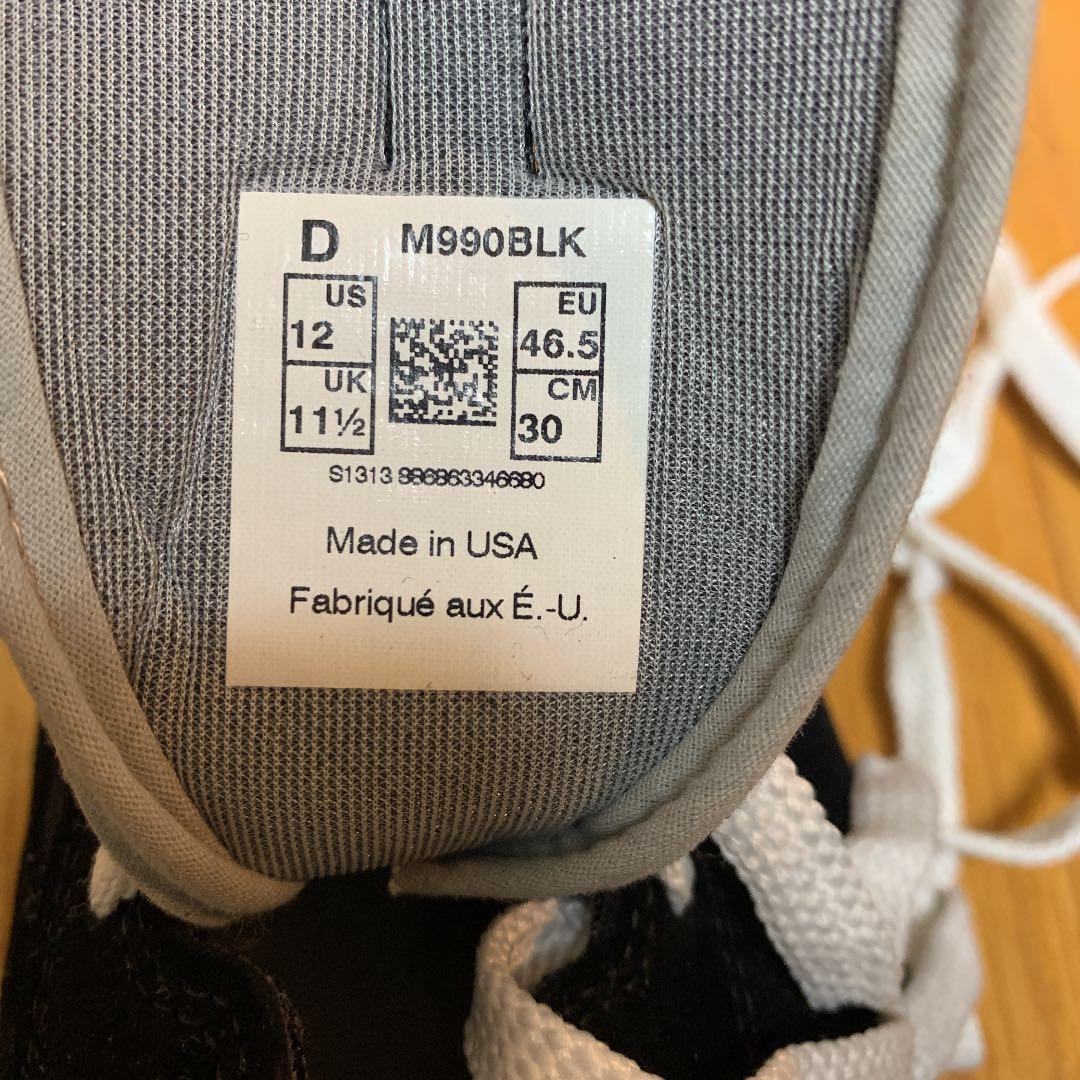 D M990BLK
US EU
12 46.5
UK CM
11½ 30
S1313 886863346680
Made in USA
Fabriqué aux É.-U.